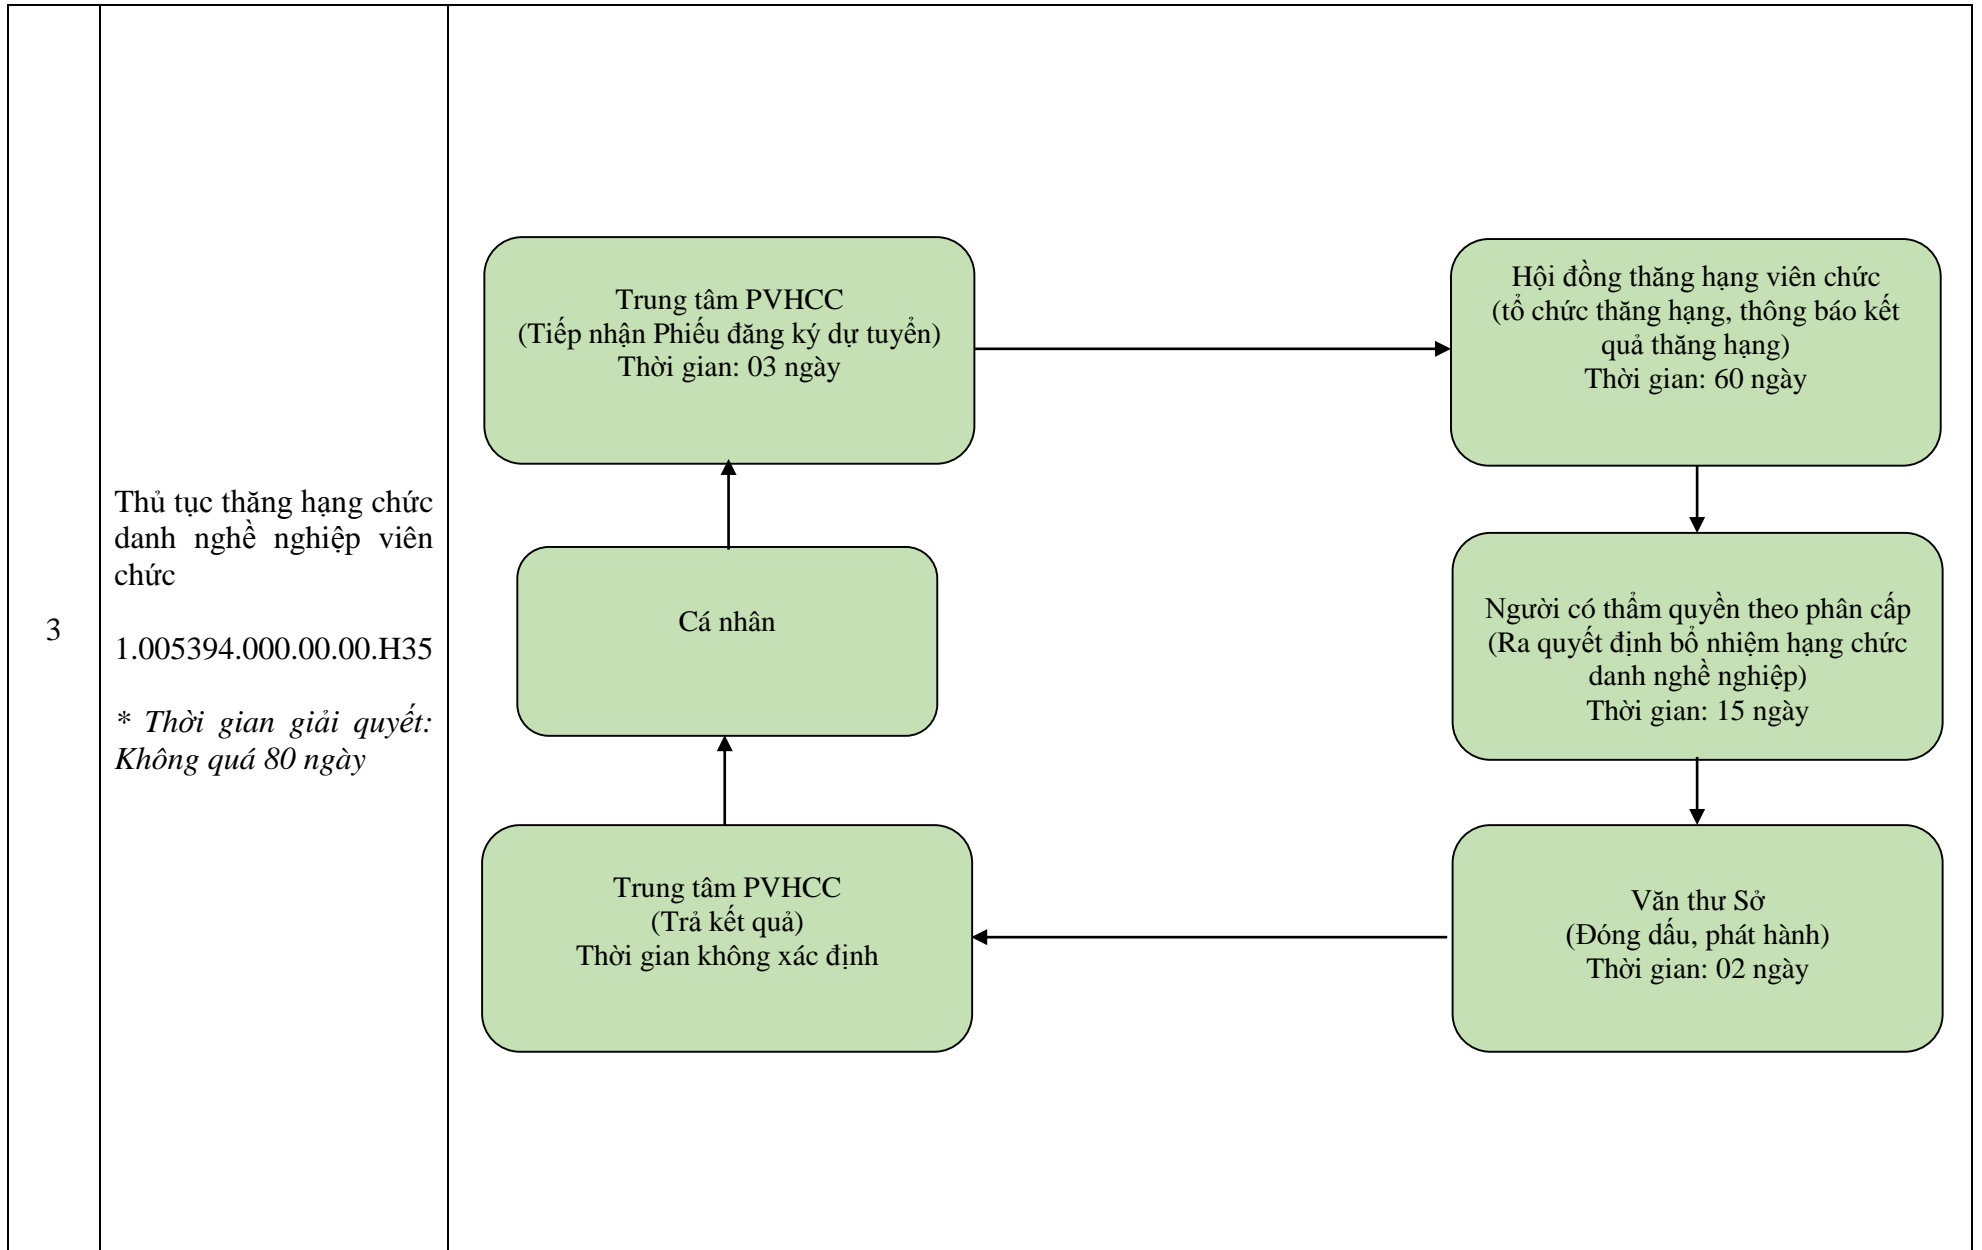 3
Thủ tục thăng hạng chức
danh nghề nghiệp viên
chức
1.005394.000.00.00.H35
* Thời gian giải quyết:
Không quá 80 ngày
Trung tâm PVHCC
(Tiếp nhận Phiếu đăng ký dự tuyển)
Thời gian: 03 ngày
Hội đồng thăng hạng viên chức
(tổ chức thăng hạng, thông báo kết
quả thăng hạng)
Thời gian: 60 ngày
Cá nhân
Người có thẩm quyền theo phân cấp
(Ra quyết định bổ nhiệm hạng chức
danh nghề nghiệp)
Thời gian: 15 ngày
Trung tâm PVHCC
(Trả kết quả)
Thời gian không xác định
Văn thư Sở
(Đóng dấu, phát hành)
Thời gian: 02 ngày